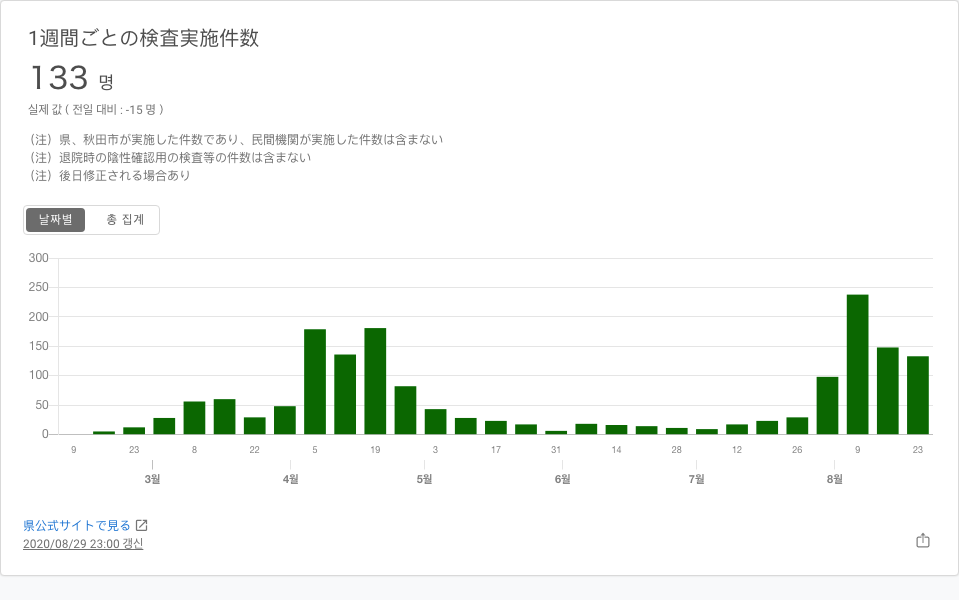 1週間ごとの検査実施件数
133 명
실제 값 ( 전일 대비 : -15 명 )
（注）県、秋田市が実施した件数であり、民間機関が実施した件数は含まない
（注）退院時の陰性確認用の検査等の件数は含まない
（注）後日修正される場合あり
날짜별 총 집계
300
250
200
150
100
50
0
9 23 8 22 5 19 3 17 31 14 28 12 26 9 23
3월 4월 5월 6월 7월 8월
県公式サイトで見る
2020/08/29 23:00 갱신